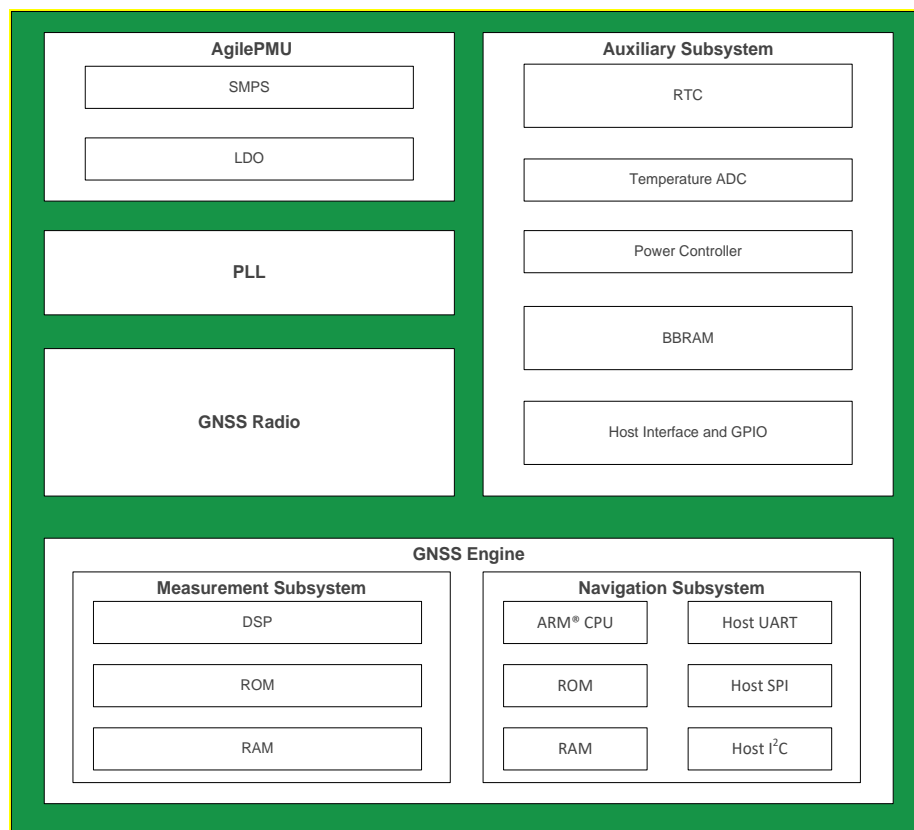 AgilePMU
SMPS
LDO
PLL
GNSS Radio
Auxiliary Subsystem
RTC
Temperature ADC
Power Controller
BBRAM
Host Interface and GPIO
GNSS Engine
Measurement Subsystem
DSP
ROM
RAM
Navigation Subsystem
ARM® CPU
Host UART
ROM
Host SPI
RAM
Host I²C